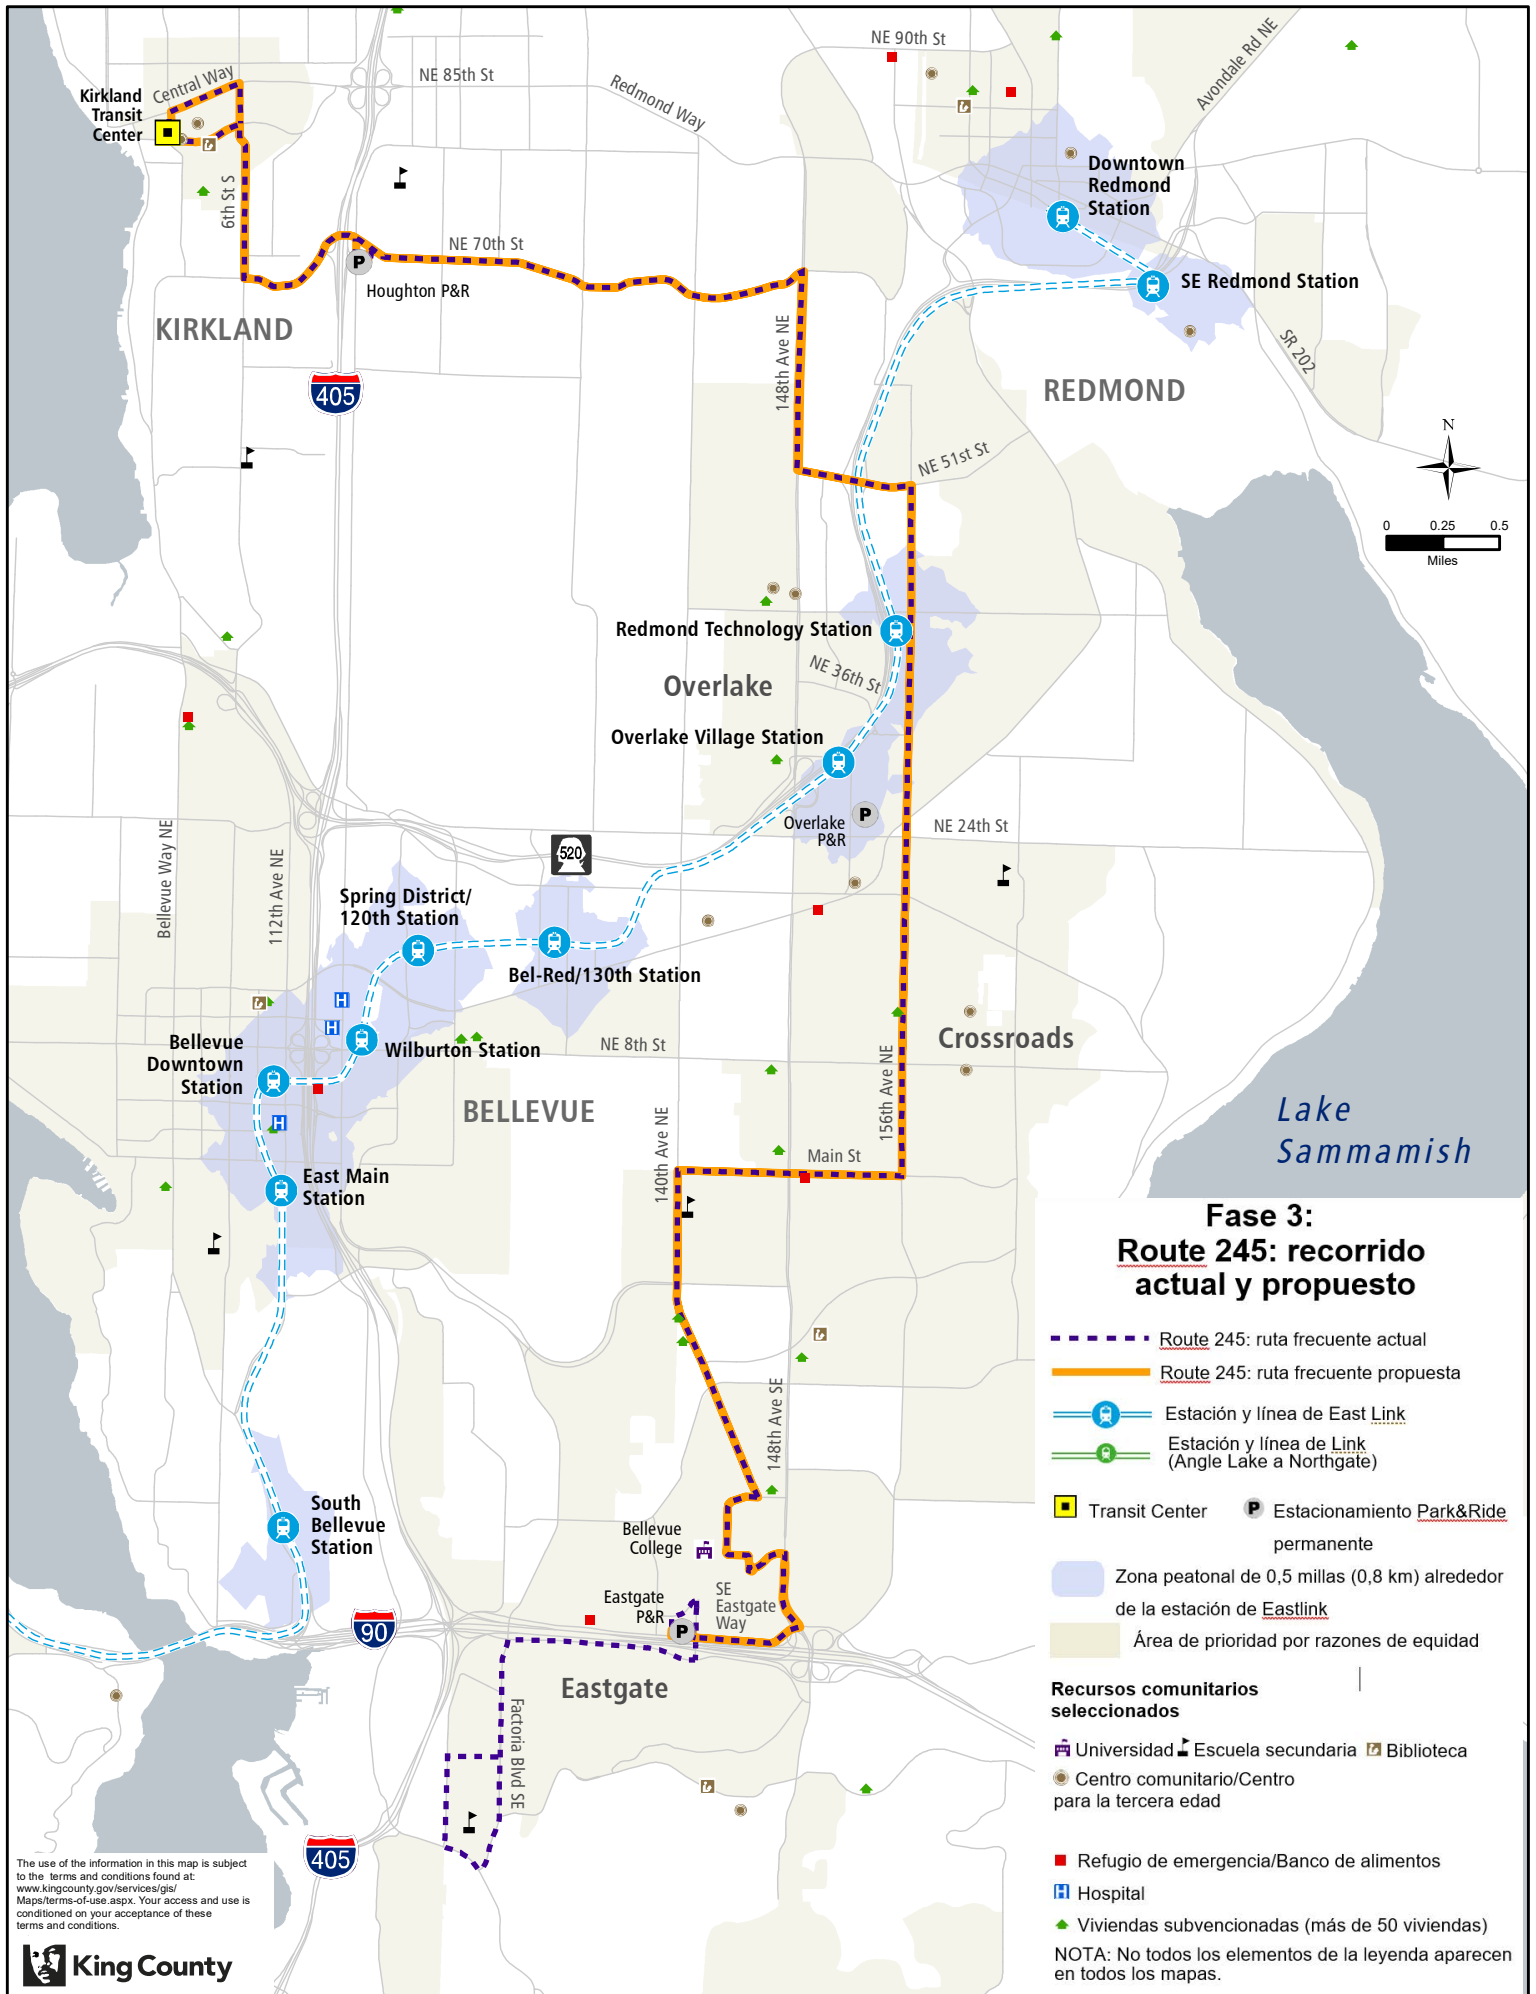 NE 90th St
Avondale Rd NE
Central Way
NE 85th St
Redmond Way
Kirkland
Transit
Center
Downtown
Redmond
Station
6th St S
NE 70th St
Houghton P&R
SE Redmond Station
KIRKLAND
148th Ave NE
SR 202
405
REDMOND
N
NE 51st St
0 0.25 0.5
Miles
Redmond Technology Station
NE 36th St
Overlake
Overlake Village Station
P
Overlake
P&R
NE 24th St
520
Bellevue Way NE
112th Ave NE
Spring District/
120th Station
Bel-Red/130th Station
H
H
Bellevue
Downtown
Station
Wilburton Station
NE 8th St
Crossroads
156th Ave NE
BELLEVUE
H
140th Ave NE
Main St
Lake
Sammamish
East Main
Station
148th Ave SE
South
Bellevue
Station
Bellevue
College
Eastgate
P&R
P
SE
Eastgate
Way
90
Eastgate
Factoria Blvd SE
405
P
Fase 3:
Route 245: recorrido
actual y propuesto
Route 245: ruta frecuente actual
Route 245: ruta frecuente propuesta
Estación y línea de East Link
Estación y línea de Link
(Angle Lake a Northgate)
Transit Center
P Estacionamiento Park&Ride
permanente
Zona peatonal de 0,5 millas (0,8 km) alrededor
de la estación de Eastlink
Área de prioridad por razones de equidad
Recursos comunitarios
seleccionados
Universidad Escuela secundaria Biblioteca
Centro comunitario/Centro
para la tercera edad
Refugio de emergencia/Banco de alimentos
H Hospital
Viviendas subvencionadas (más de 50 viviendas)
NOTA: No todos los elementos de la leyenda aparecen
en todos los mapas.
The use of the information in this map is subject
to the terms and conditions found at:
www.kingcounty.gov/services/gis/
Maps/terms-of-use.aspx. Your access and use is
conditioned on your acceptance of these
terms and conditions.
King County